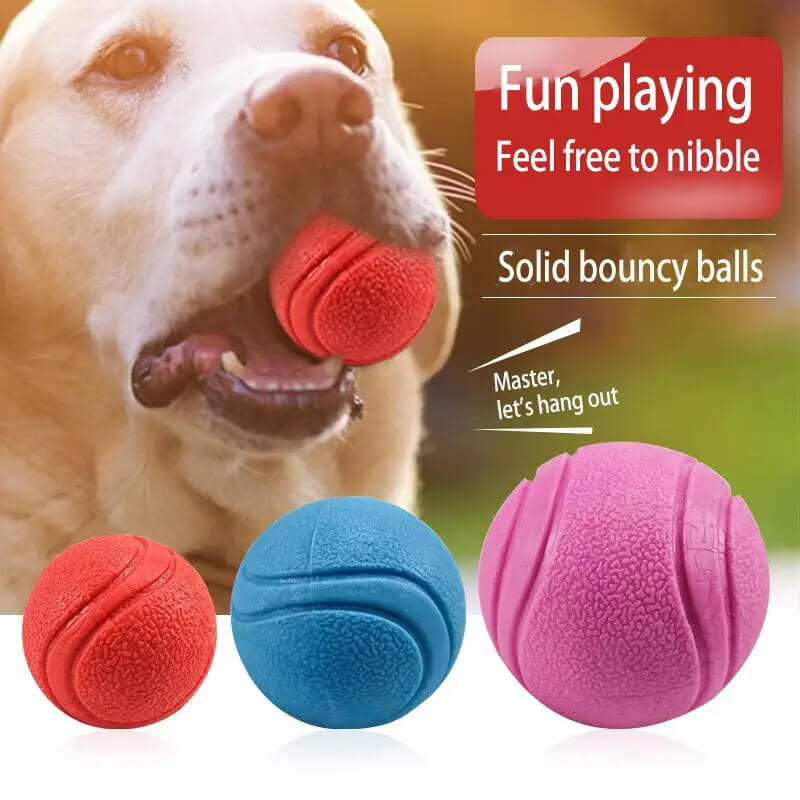 Fun playing
Feel free to nibble
Solid bouncy balls
Master,
let's hang out